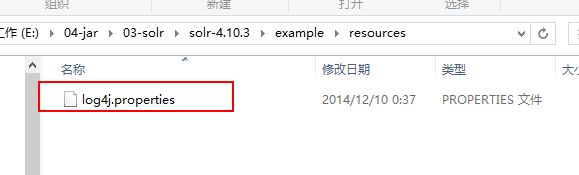 组织 新建 打开 选择
工作 (E:) > 04-jar > 03-solr > solr-4.10.3 > example > resources
名称 修改日期 类型 大小
log4j.properties 2014/12/10 0:37 PROPERTIES 文件